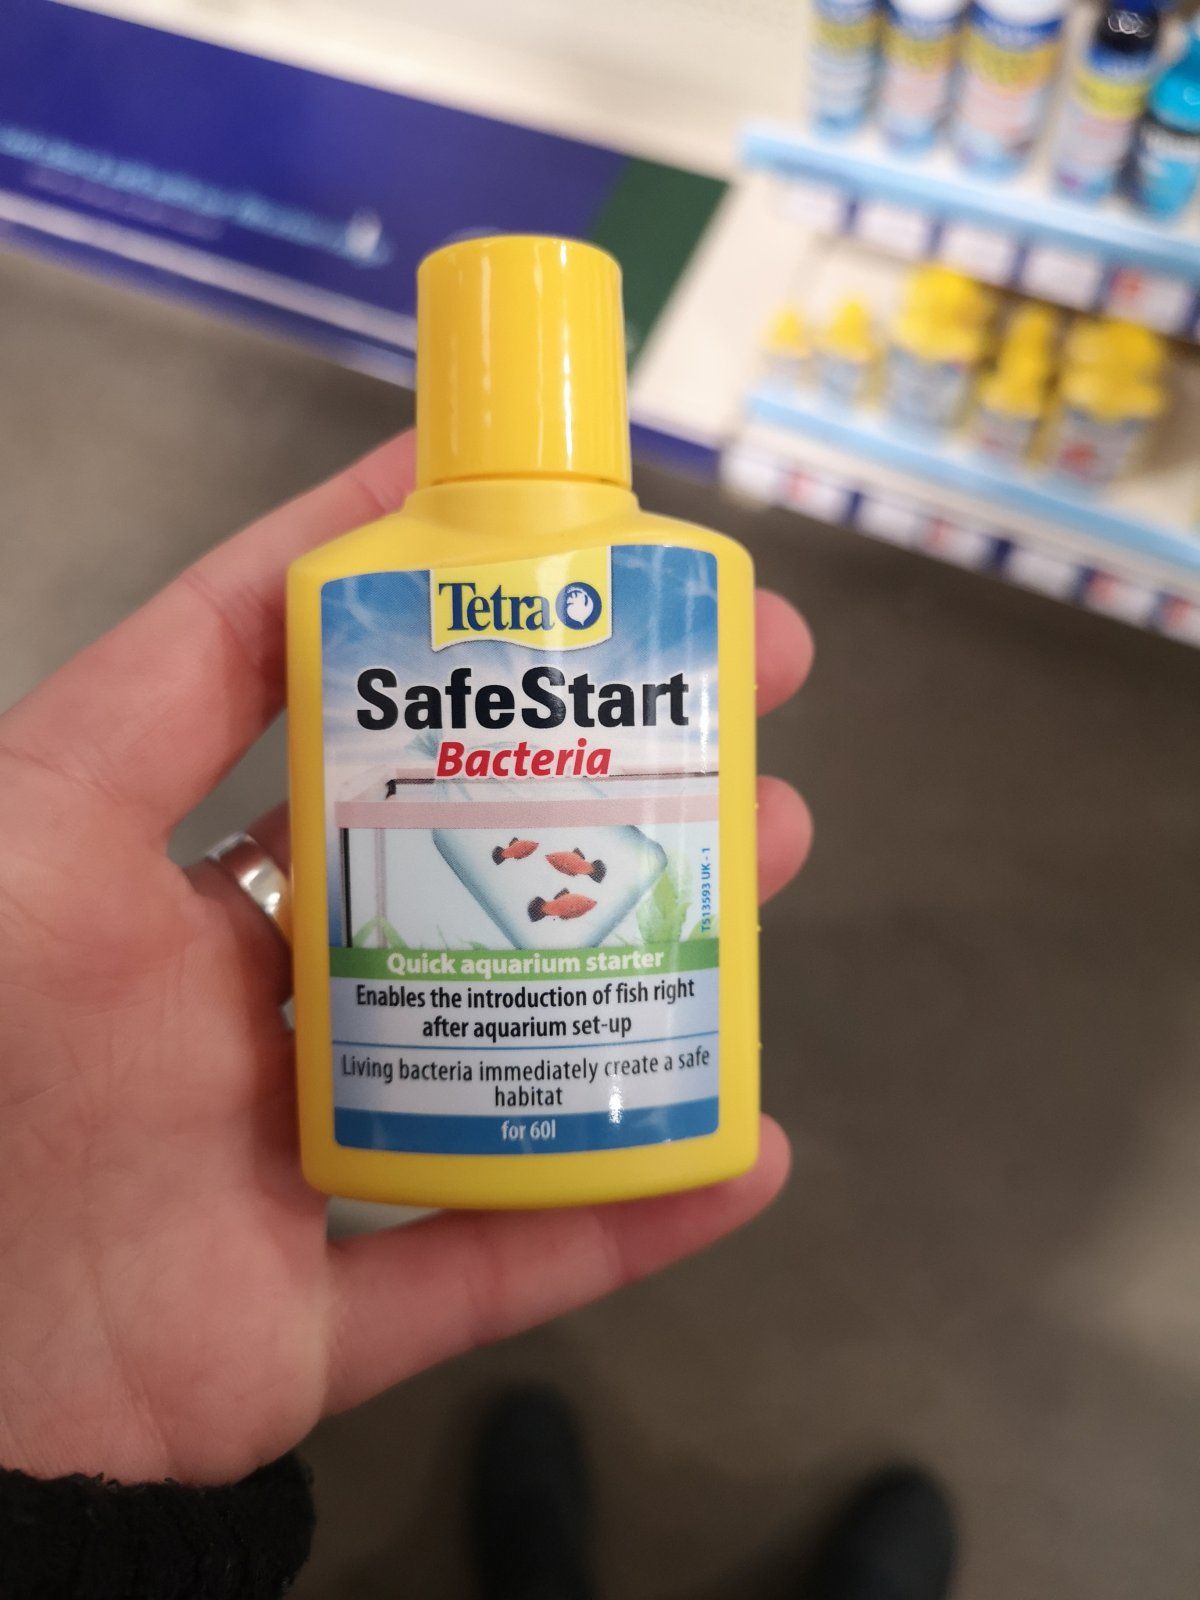 Tetra
SafeStart
Bacteria
T513593 UK - 1
Quick aquarium starter
Enables the introduction of fish right
after aquarium set-up
Living bacteria immediately create a safe
habitat
for 60l